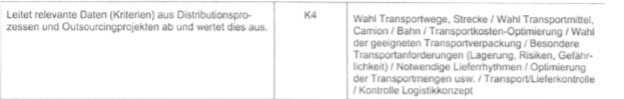 Leitet relevante Daten (Kriterien) aus Distributionspro-
zessen und Outsourcingprojekten ab und wertet dies aus.
K4
Wahl Transportwege, Strecke / Wahl Transportmittel,
Camion / Bahn / Transportkosten-Optimierung / Wahl
der geeigneten Transportverpackung / Besondere
Transportanforderungen (Lagerung, Risiken, Gefähr-
lichkeit) / Notwendige Lieferrhythmen / Optimierung
der Transportmengen usw. / Transport/Lieferkontrolle
/ Kontrolle Logistikkonzept